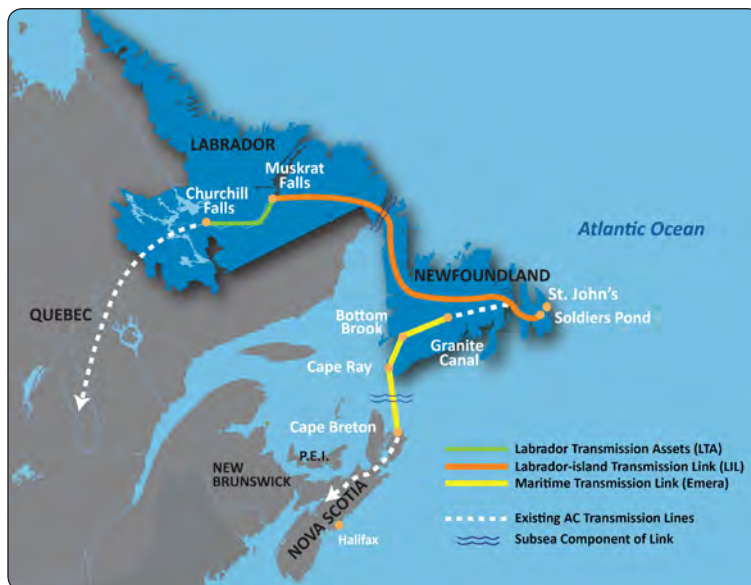 LABRADOR
Muskrat
Falls
Churchill
Falls
Atlantic Ocean
NEWFOUNDLAND
St. John's
Soldiers Pond
QUEBEC
Bottom
Brook
Granite
Canal
Cape Ray
Cape Breton
P.E.I.
NEW
BRUNSWICK
NOVA SCOTIA
Halifax
Labrador Transmission Assets (LTA)
Labrador-island Transmission Link (LIL)
Maritime Transmission Link (Emera)
Existing AC Transmission Lines
Subsea Component of Link